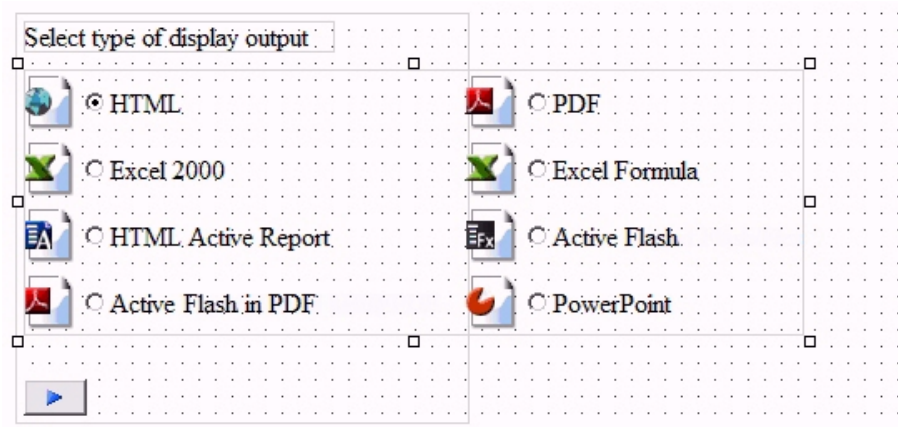 Select type of display output
HTML
PDF
Excel 2000
Excel Formula
HTML Active Report
Active Flash
Active Flash in PDF
PowerPoint